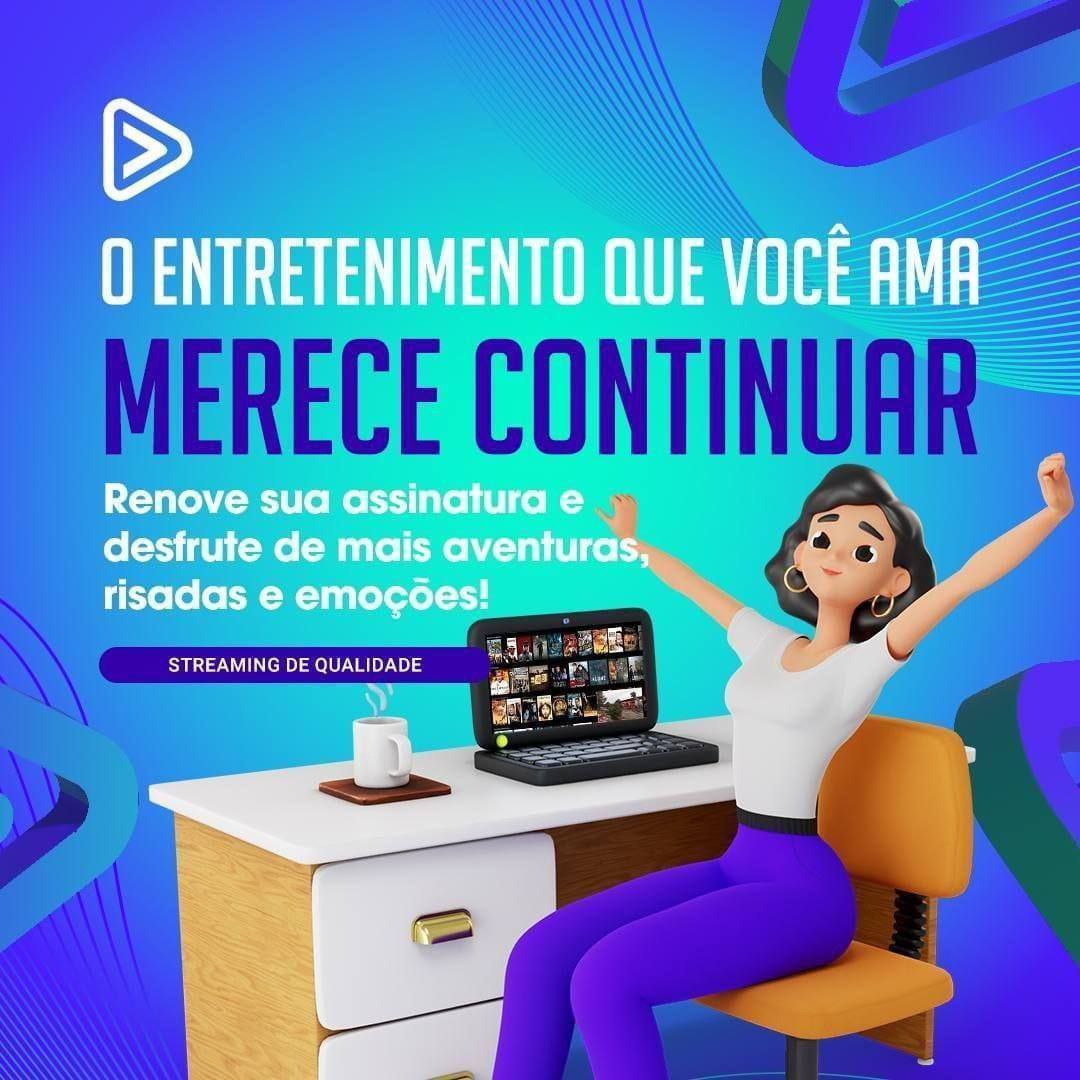 O ENTRETENIMENTO QUE VOCÊ AMA
MERECE CONTINUAR
Renove sua assinatura e
desfrute de mais aventuras,
risadas e emoções!
STREAMING DE QUALIDADE